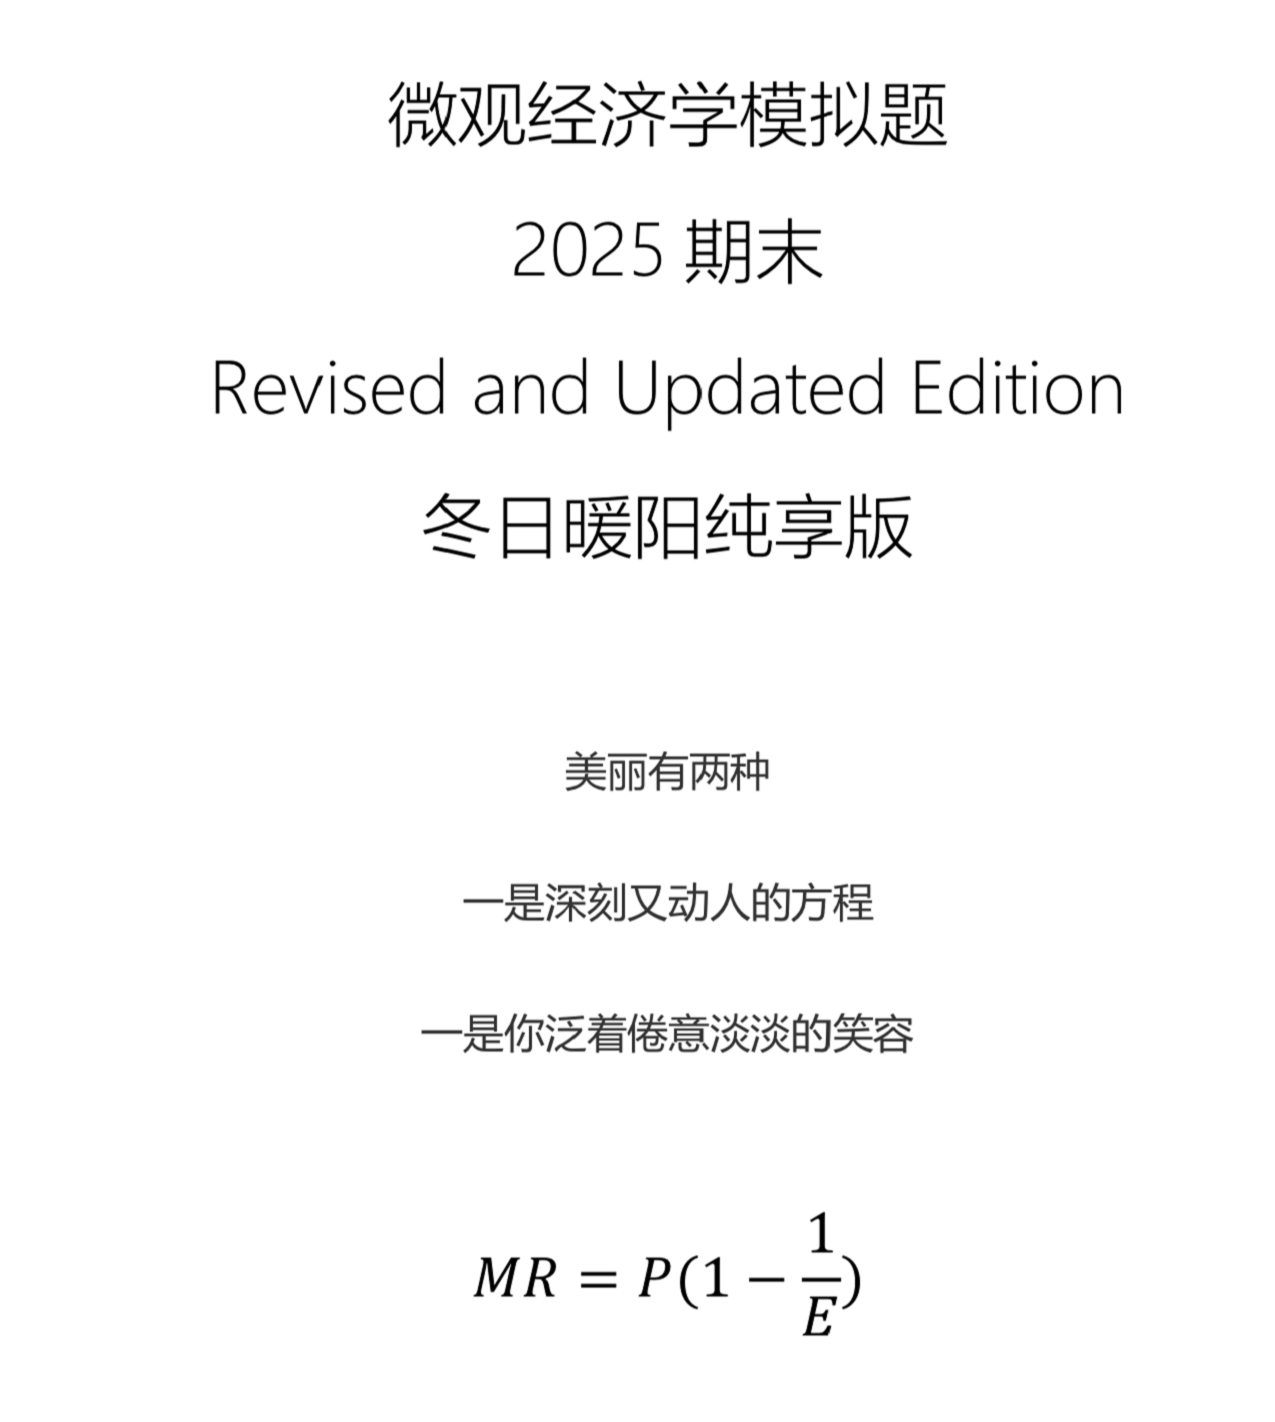 微观经济学模拟题
2025 期末
Revised and Updated Edition
冬日暖阳纯享版
美丽有两种
一是深刻又动人的方程
一是你泛着倦意淡淡的笑容
MR = P(1 − 1/E)